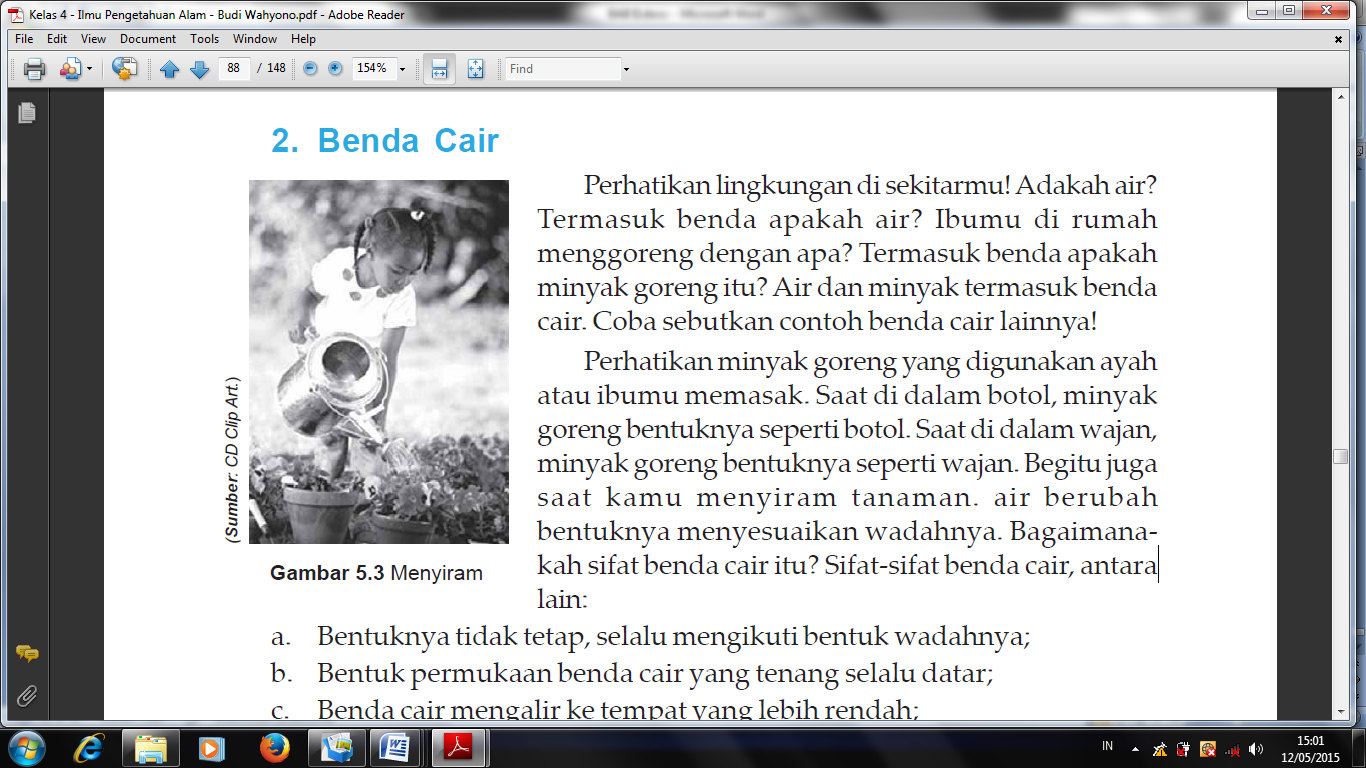 Kelas 4 - Ilmu Pengetahuan Alam - Budi Wahyono.pdf - Adobe Reader
File Edit View Document Tools Window Help
88 / 148 154% Find
2. Benda Cair
Perhatikan lingkungan di sekitarmu! Adakah air?
Termasuk benda apakah air? Ibumu di rumah
menggoreng dengan apa? Termasuk benda apakah
minyak goreng itu? Air dan minyak termasuk benda
cair. Coba sebutkan contoh benda cair lainnya!
Perhatikan minyak goreng yang digunakan ayah
atau ibumu memasak. Saat di dalam botol, minyak
goreng bentuknya seperti botol. Saat di dalam wajan,
minyak goreng bentuknya seperti wajan. Begitu juga
saat kamu menyiram tanaman. air berubah
bentuknya menyesuaikan wadahnya. Bagaimana-
kah sifat benda cair itu? Sifat-sifat benda cair, antara
lain:
(Sumber: CD Clip Art.)
Gambar 5.3 Menyiram
a. Bentuknya tidak tetap, selalu mengikuti bentuk wadahnya;
b. Bentuk permukaan benda cair yang tenang selalu datar;
c. Benda cair mengalir ke tempat yang lebih rendah;
IN
15:01
12/05/2015